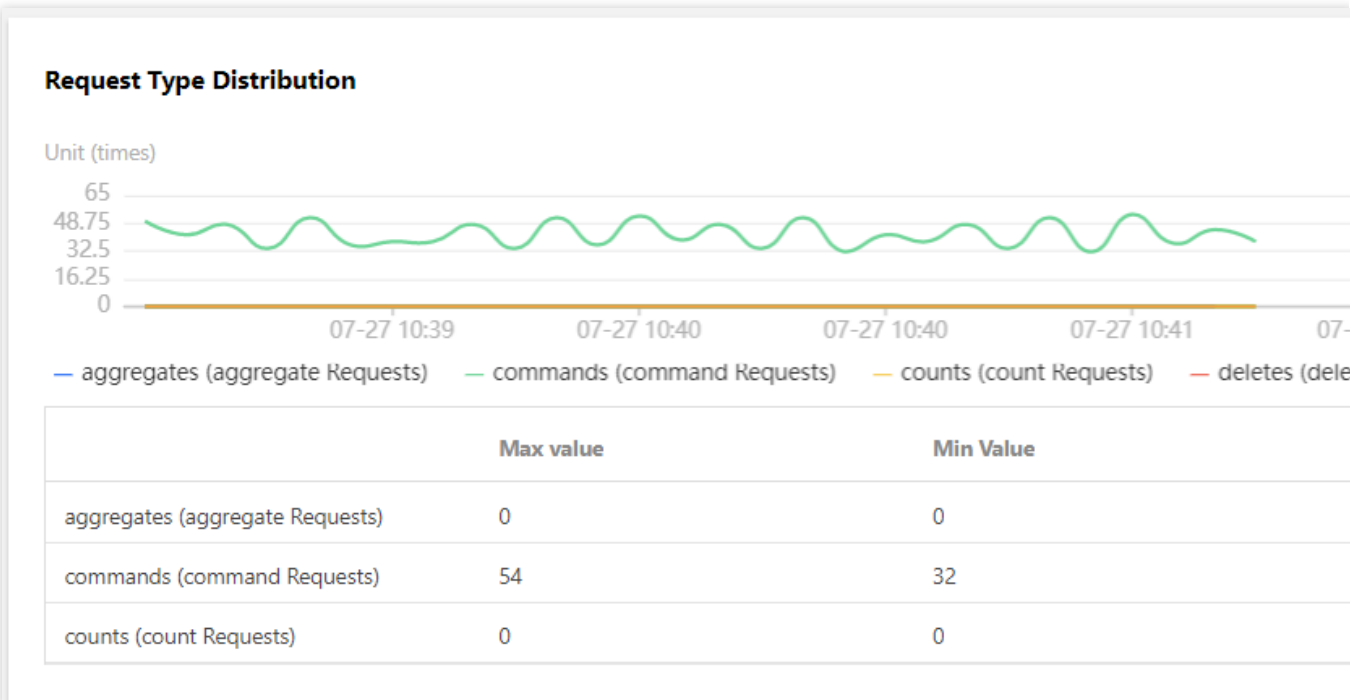 Request Type Distribution
Unit (times)
65
48.75
32.5
16.25
0
07-27 10:39 07-27 10:40 07-27 10:40 07-27 10:41 07-
aggregates (aggregate Requests) commands (command Requests) counts (count Requests) deletes (dele
Max value Min Value
aggregates (aggregate Requests) 0 0
commands (command Requests) 54 32
counts (count Requests) 0 0